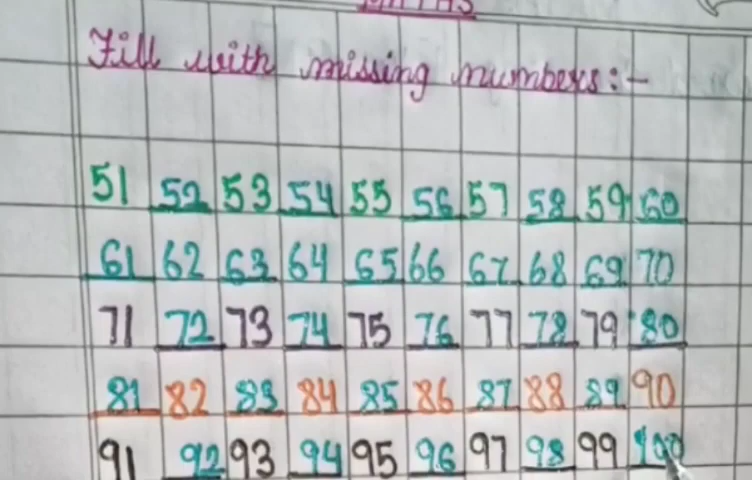 MATHS
Fill with missing numbers:-
51 52 53 54 55 56 57 58 59 60
61 62 63 64 65 66 67 68 69 70
71 72 73 74 75 76 77 78 79 80
81 82 83 84 85 86 87 88 89 90
91 92 93 94 95 96 97 98 99 100